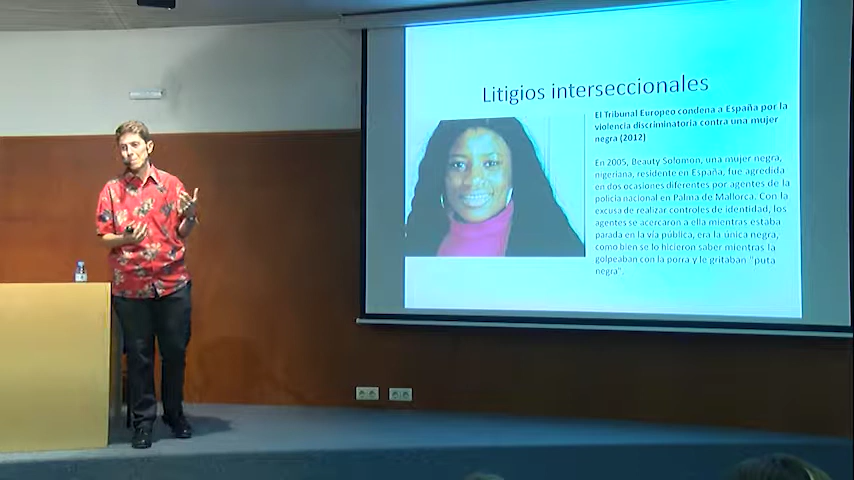 Litigios interseccionales
El Tribunal Europeo condena a España por la
violencia discriminatoria contra una mujer
negra (2012)
En 2005, Beauty Solomon, una mujer negra,
nigeriana, residente en España, fue agredida
en dos ocasiones diferentes por agentes de la
policía nacional en Palma de Mallorca. Con la
excusa de realizar controles de identidad, los
agentes se acercaron a ella mientras estaba
parada en la vía pública, era la única negra,
como bien se lo hicieron saber mientras la
golpeaban con la porra y le gritaban "puta
negra".